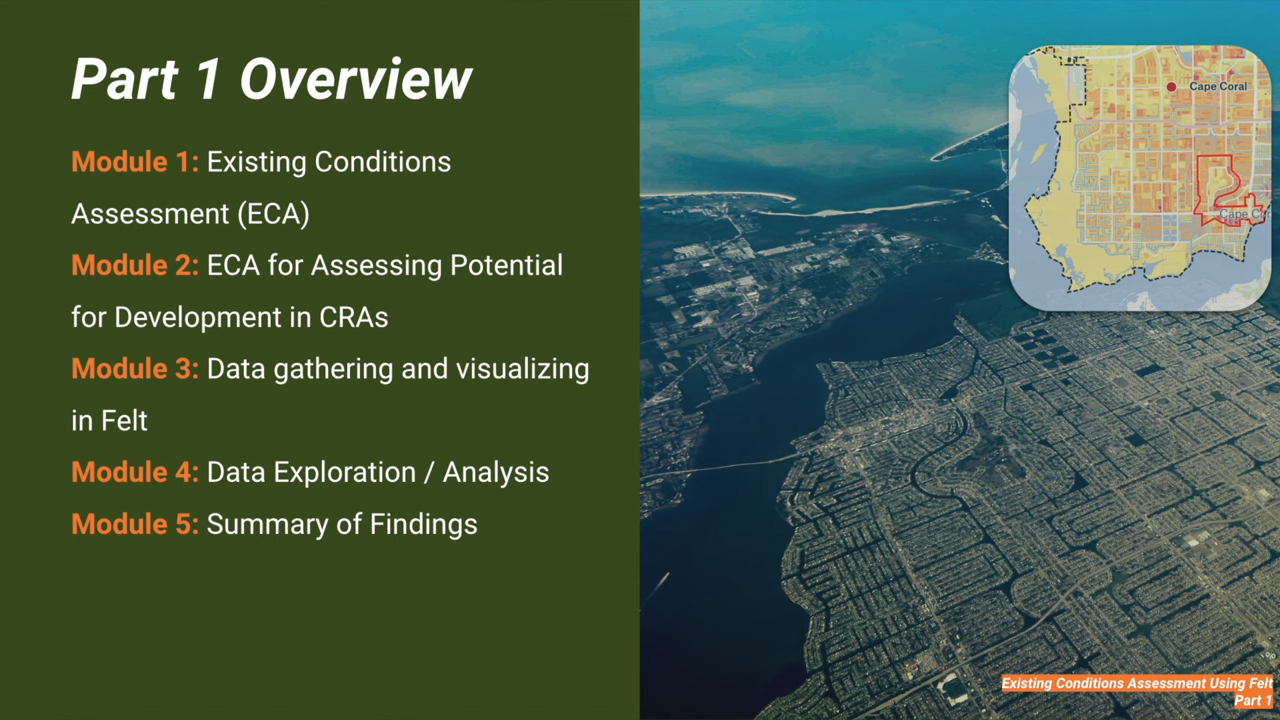 Part 1 Overview
Module 1: Existing Conditions
Assessment (ECA)
Module 2: ECA for Assessing Potential
for Development in CRAs
Module 3: Data gathering and visualizing
in Felt
Module 4: Data Exploration / Analysis
Module 5: Summary of Findings
Cape Coral
Cape Cor
Existing Conditions Assessment Using Felt
Part 1